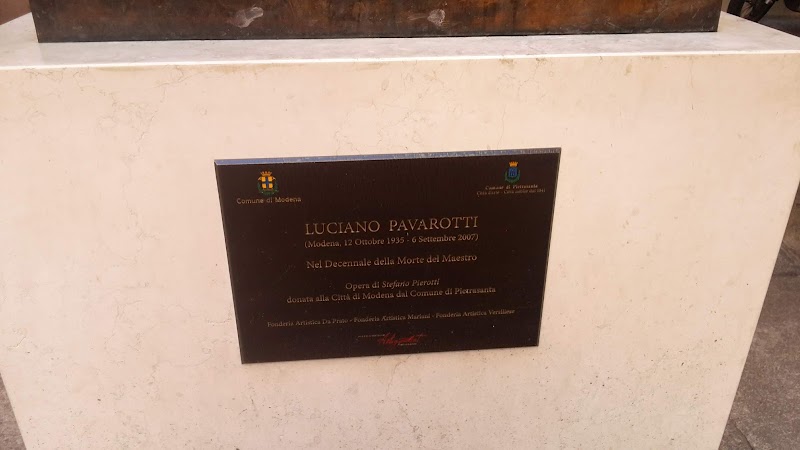 Comune di Modena
Comune di Pietrasanta
LUCIANO PAVAROTTI
(Modena, 12 Ottobre 1935 - 6 Settembre 2007)
Nel Decennale della Morte del Maestro
Opera di Stefano Pierotti
donata alla Città di Modena dal Comune di Pietrasanta
Fonderia Artistica Da Prato - Fonderia Artistica Mariani - Fonderia Artistica Versiliese